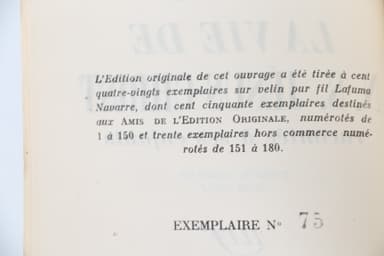 L'Edition originale de cet ouvrage a été tirée à cent
quatre-vingts exemplaires sur velin pur fil Lafuma
Navarre, dont cent cinquante exemplaires destinés
aux AMIS DE L'EDITION ORIGINALE, numérotés de
1 à 150 et trente exemplaires hors commerce numé-
rotés de 151 à 180.
EXEMPLAIRE N° 75